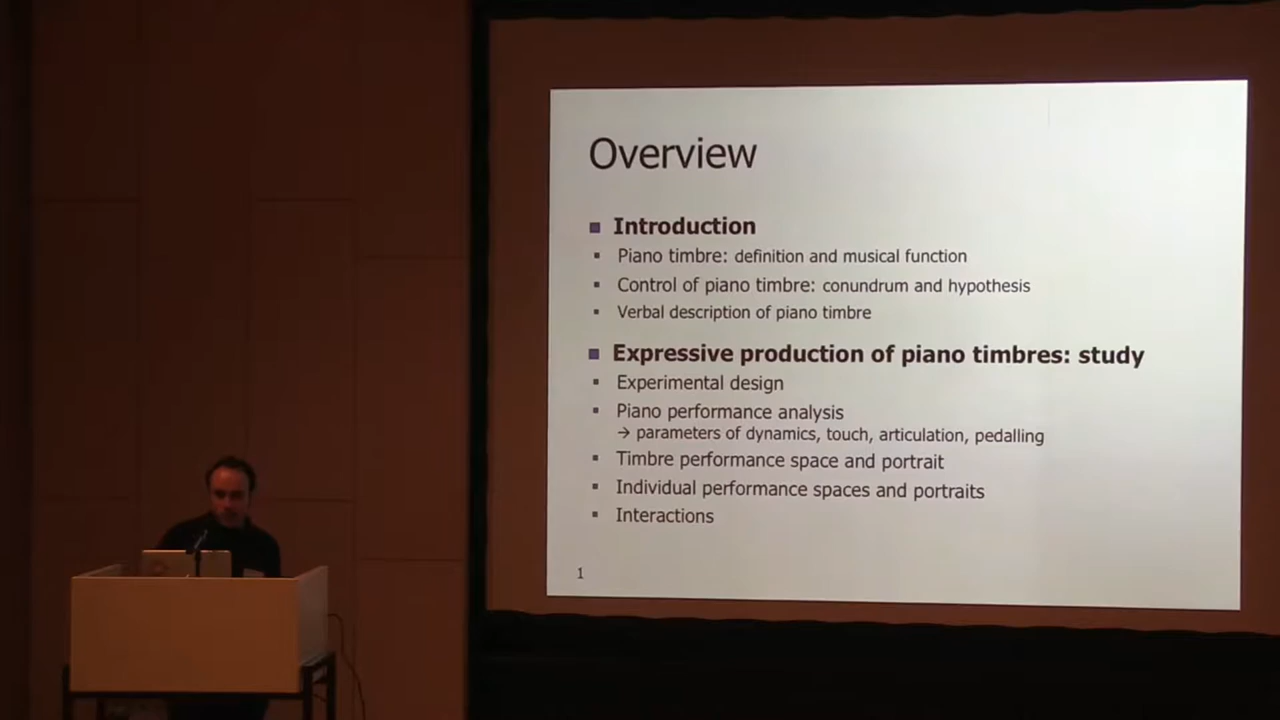 Overview
Introduction
Piano timbre: definition and musical function
Control of piano timbre: conundrum and hypothesis
Verbal description of piano timbre
Expressive production of piano timbres: study
Experimental design
Piano performance analysis
→ parameters of dynamics, touch, articulation, pedalling
Timbre performance space and portrait
Individual performance spaces and portraits
Interactions
1